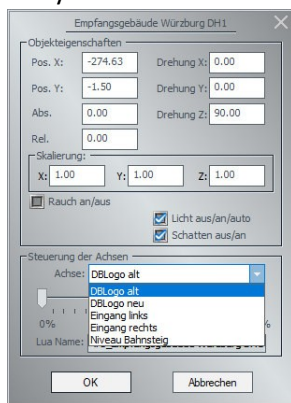 Empfangsgebäude Würzburg DH1
Objekteigenschaften
Pos. X: -274.63 Drehung X: 0.00
Pos. Y: -1.50 Drehung Y: 0.00
Abs. 0.00 Drehung Z: 90.00
Rel. 0.00
Skalierung:
X: 1.00 Y: 1.00 Z: 1.00
Rauch an/aus
Licht aus/an/auto
Schatten aus/an
Steuerung der Achsen
Achse: DBLogo alt
DBLogo alt
DBLogo neu
Eingang links
Eingang rechts
0% %
Niveau Bahnsteig
Lua Name:
OK Abbrechen